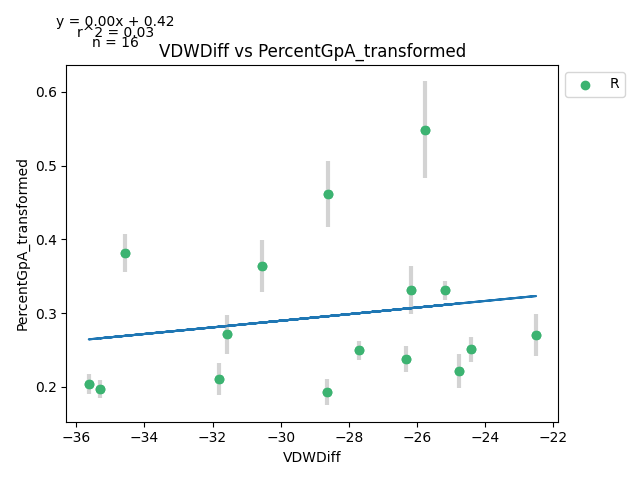 y = 0.00x + 0.42
r^2 = 0.03
n = 16
VDWDiff vs PercentGpA_transformed
R
PercentGpA_transformed
0.6
0.5
0.4
0.3
0.2
−36
−34
−32
−30
−28
−26
−24
−22
VDWDiff